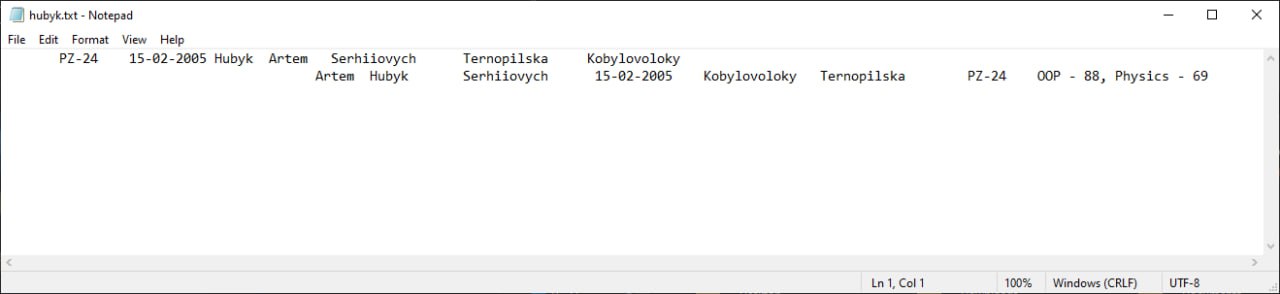 hubyk.txt - Notepad
File Edit Format View Help
PZ-24 15-02-2005 Hubyk Artem Serhiiovych Ternopilska Kobylovoloky
Artem Hubyk Serhiiovych 15-02-2005 Kobylovoloky Ternopilska PZ-24 OOP - 88, Physics - 69
Ln 1, Col 1 100% Windows (CRLF) UTF-8